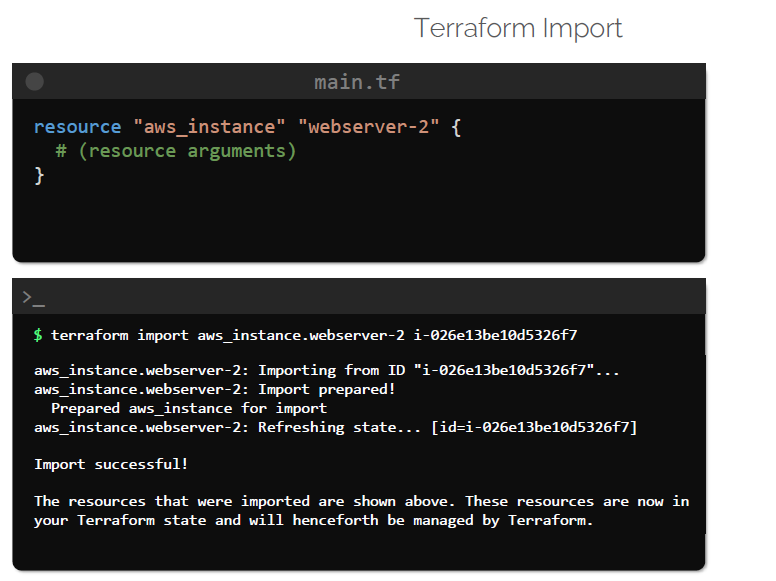 Terraform Import
main.tf
resource "aws_instance" "webserver-2" {
  # (resource arguments)
}
>_
$ terraform import aws_instance.webserver-2 i-026e13be10d5326f7
aws_instance.webserver-2: Importing from ID "i-026e13be10d5326f7"...
aws_instance.webserver-2: Import prepared!
  Prepared aws_instance for import
aws_instance.webserver-2: Refreshing state... [id=i-026e13be10d5326f7]
Import successful!
The resources that were imported are shown above. These resources are now in
your Terraform state and will henceforth be managed by Terraform.